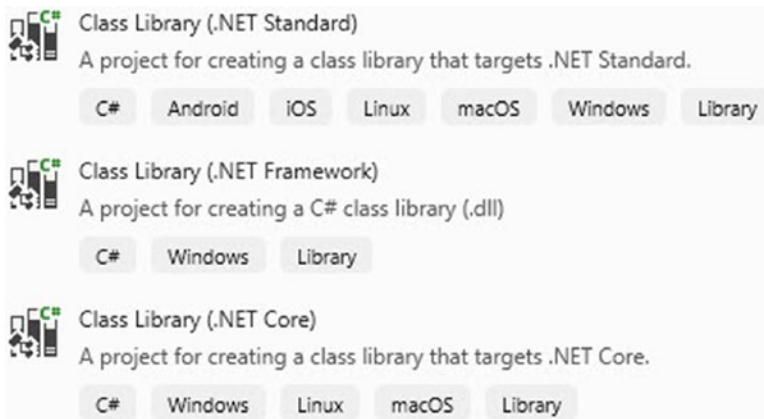 C#
Class Library (.NET Standard)
A project for creating a class library that targets .NET Standard.
C# Android iOS Linux macOS Windows Library
C#
Class Library (.NET Framework)
A project for creating a C# class library (.dll)
C# Windows Library
C#
Class Library (.NET Core)
A project for creating a class library that targets .NET Core.
C# Windows Linux macOS Library